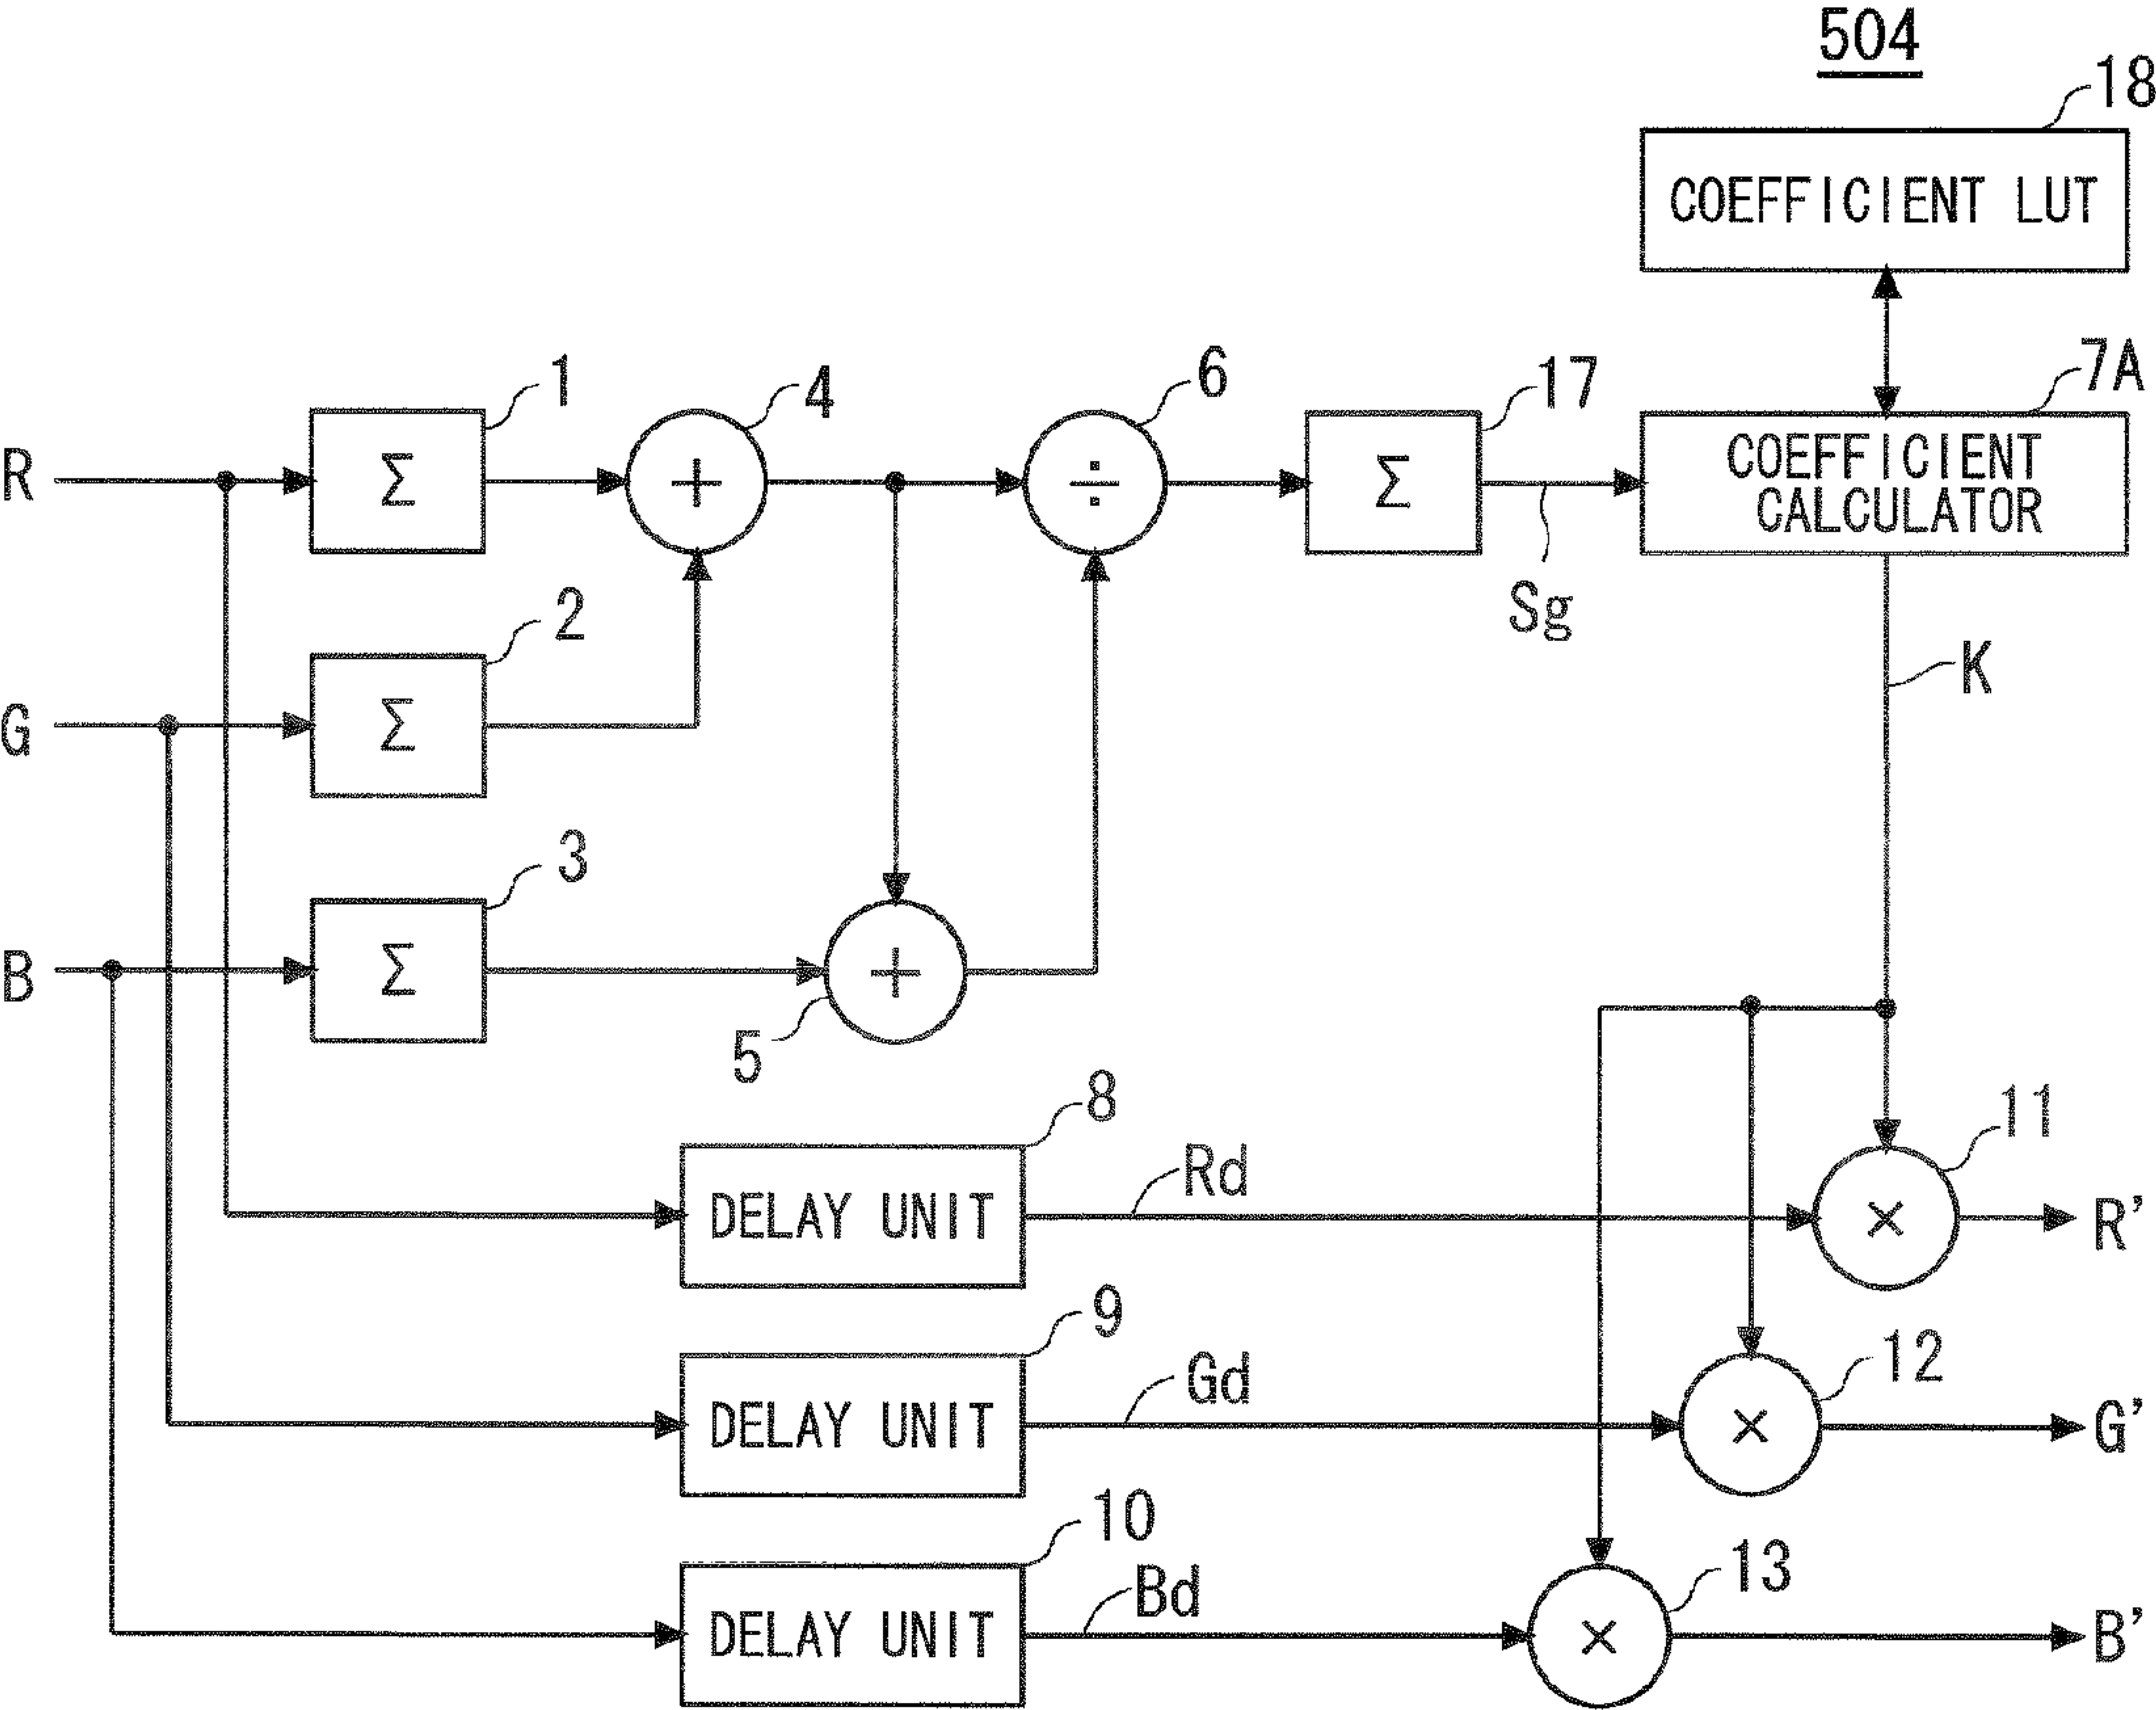 504
18
COEFFICIENT LUT
1
4
6
17
7A
R
Σ
+
÷
Σ
COEFFICIENT
CALCULATOR
Sg
2
K
G
Σ
3
B
Σ
+
5
8
11
Rd
DELAY UNIT
×
R'
9
12
Gd
DELAY UNIT
×
G'
10
13
Bd
DELAY UNIT
×
B'